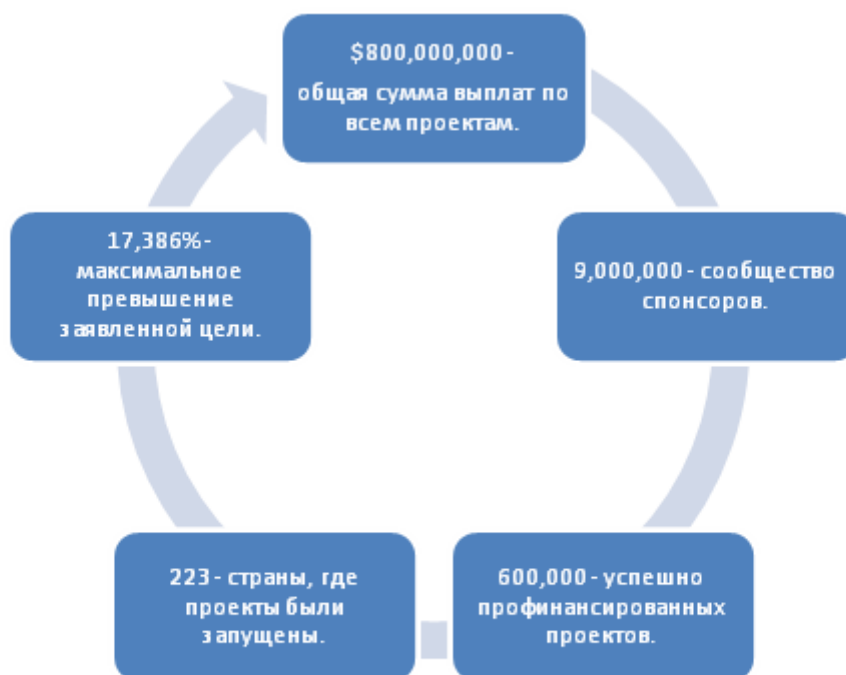 $800,000,000 -
общая сумма выплат по
всем проектам.
9,000,000 - сообщество
спонсоров.
600,000 - успешно
профинансированных
проектов.
223 - страны, где
проекты были
запущены.
17,386% -
максимальное
превышение
заявленной цели.